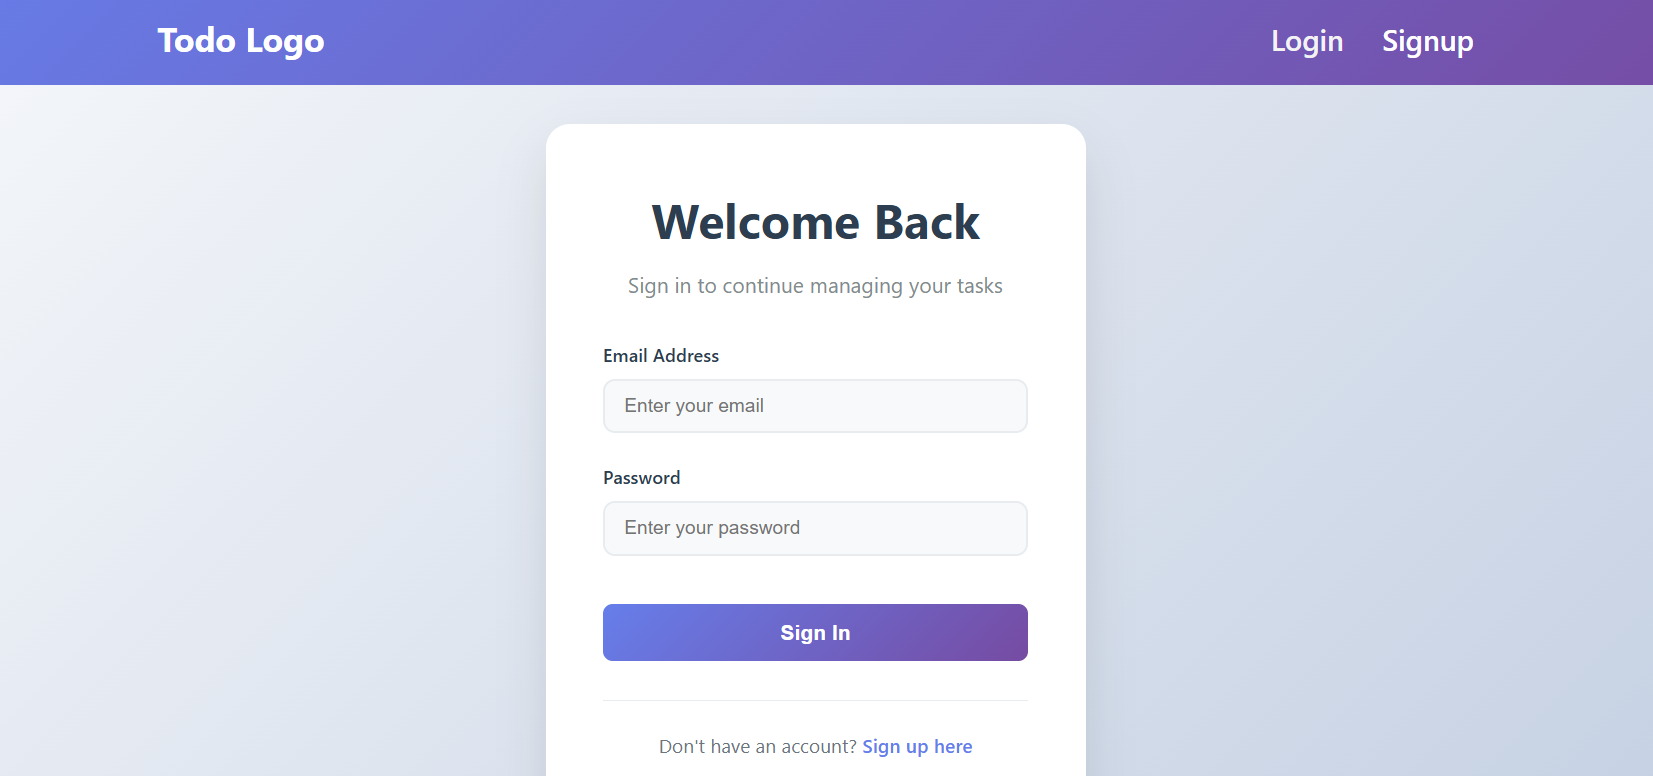 Todo Logo
Login Signup
Welcome Back
Sign in to continue managing your tasks
Email Address
Enter your email
Password
Enter your password
Sign In
Don't have an account? Sign up here